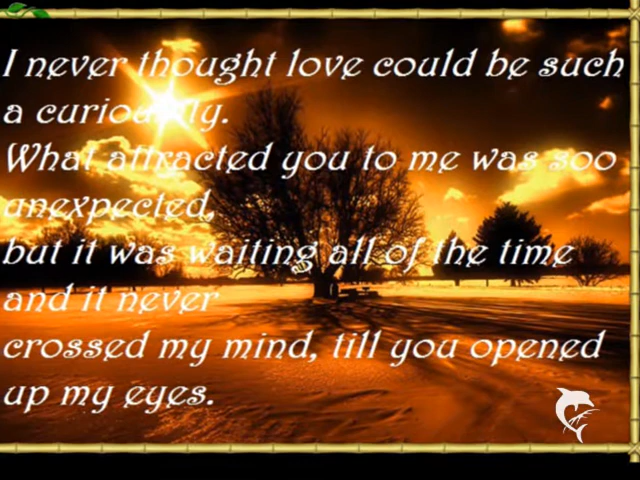 I never thought love could be such
a curiousity.
What attracted you to me was soo
unexpected,
but it was waiting all of the time
and it never
crossed my mind, till you opened
up my eyes.